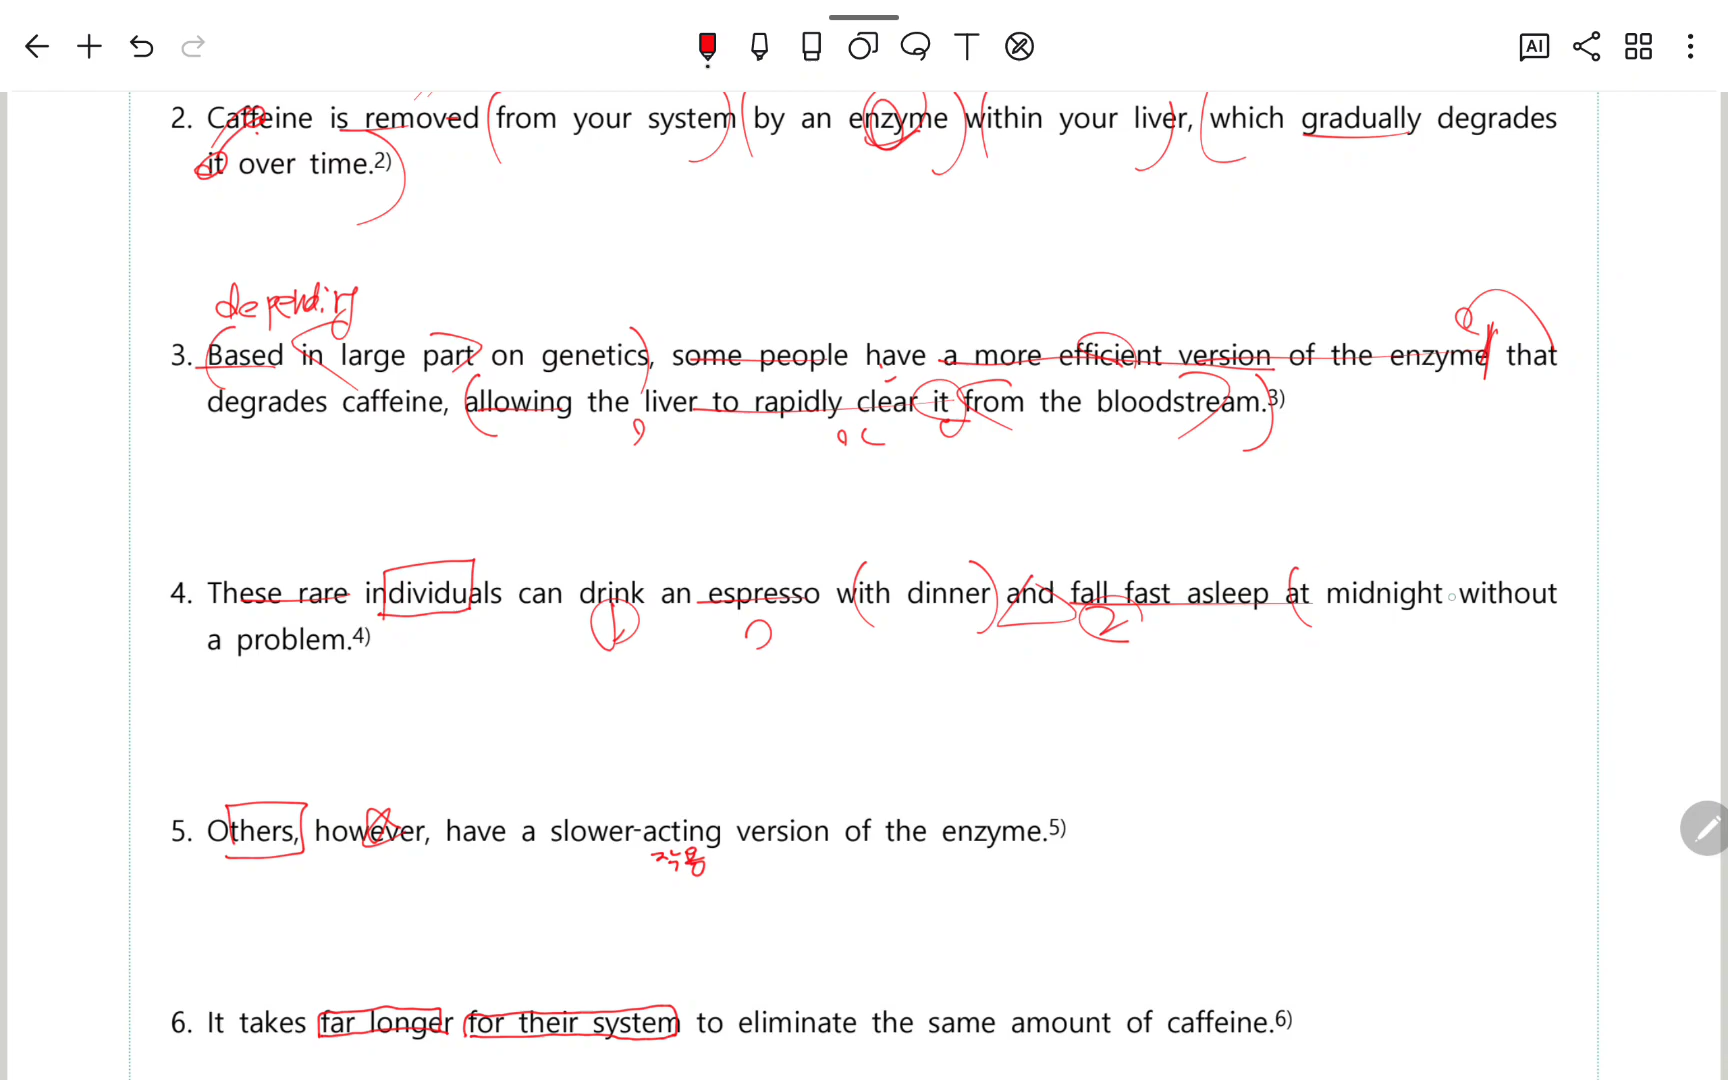 AI
2. Caffeine is removed from your system by an enzyme within your liver, which gradually degrades
it over time.2)
depending
3. Based in large part on genetics, some people have a more efficient version of the enzyme that
degrades caffeine, allowing the liver to rapidly clear it from the bloodstream.3)
4. These rare individuals can drink an espresso with dinner and fall fast asleep at midnight without
a problem.4)
5. Others, however, have a slower-acting version of the enzyme.5)
작용
6. It takes far longer for their system to eliminate the same amount of caffeine.6)